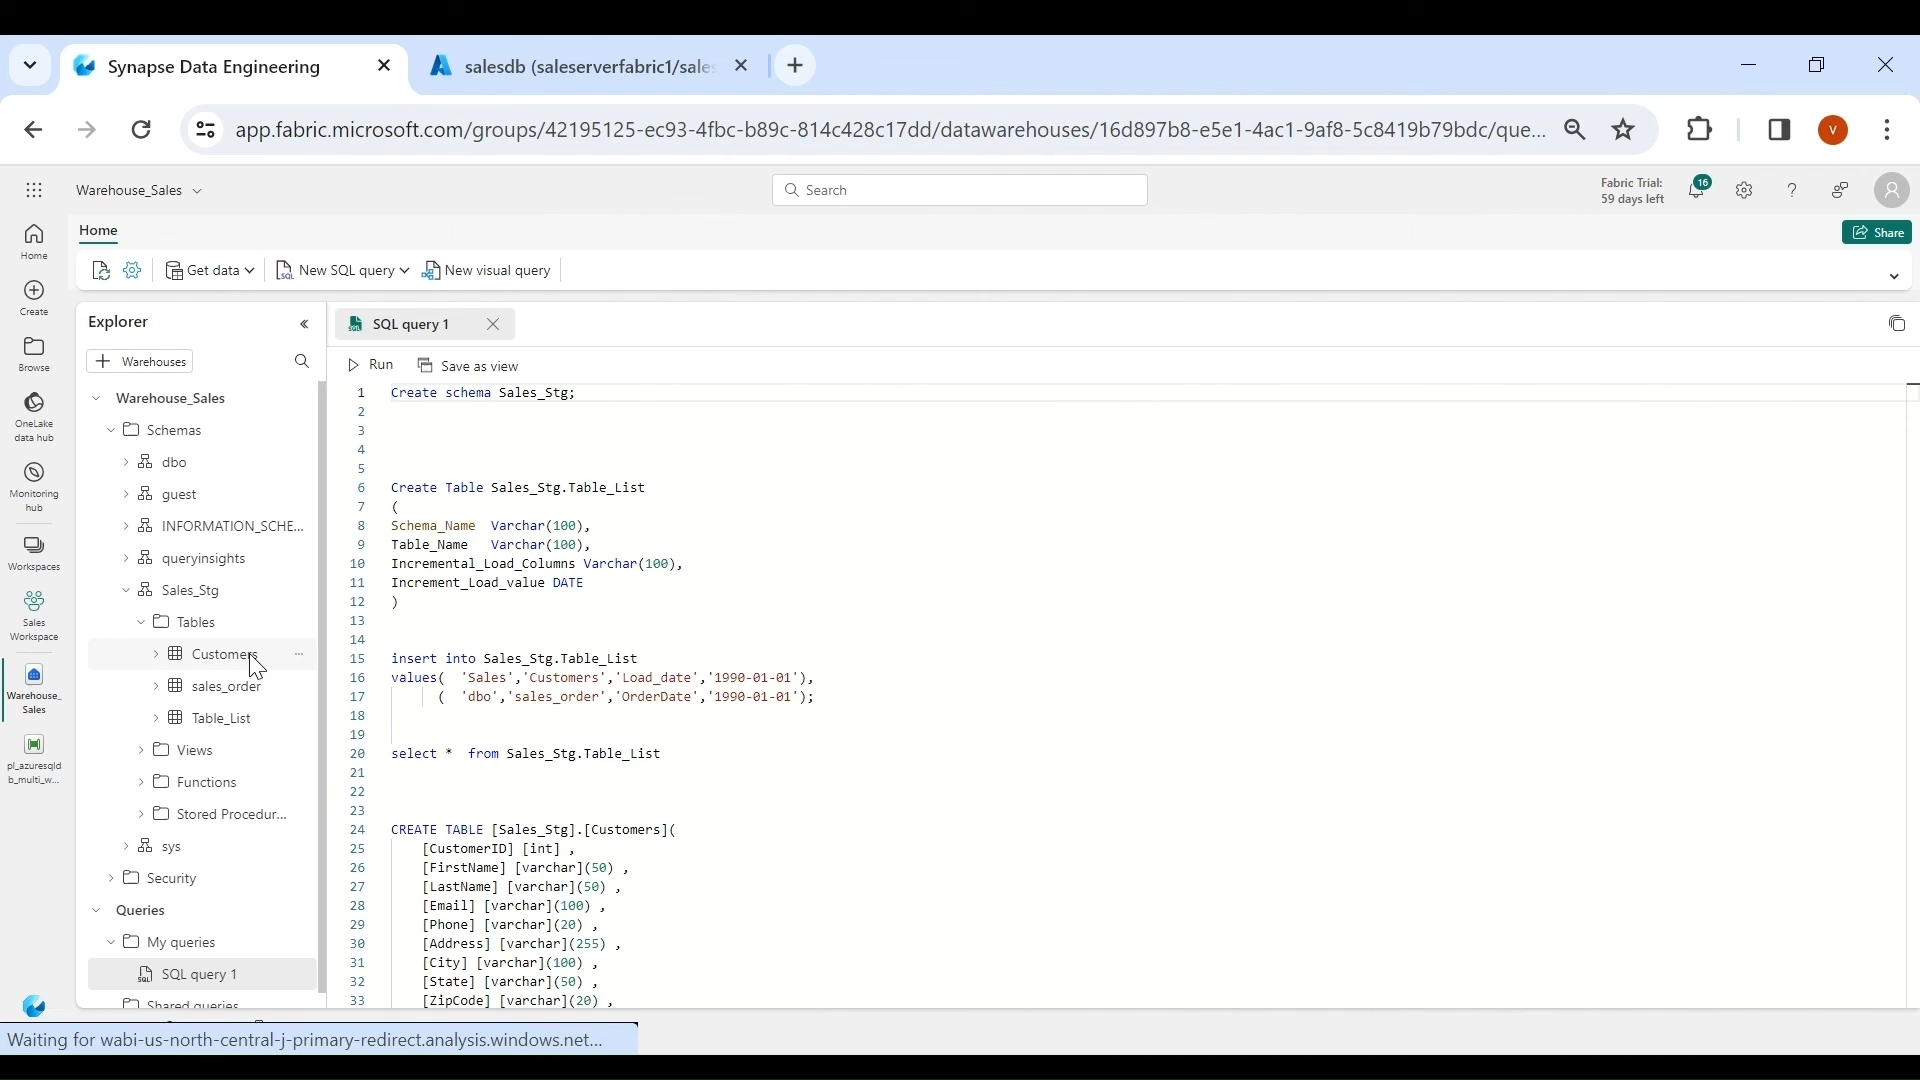 Synapse Data Engineering
salesdb (saleserverfabric1/sales
app.fabric.microsoft.com/groups/42195125-ec93-4fbc-b89c-814c428c17dd/datawarehouses/16d897b8-e5e1-4ac1-9af8-5c8419b79bdc/que...
V
Warehouse_Sales
Search
Fabric Trial:
59 days left
16
?
Home
Share
Get data
New SQL query
New visual query
Home
Create
Browse
OneLake
data hub
Monitoring
hub
Workspaces
Sales
Workspace
Warehouse_
Sales
pl_azuresqld
b_multi_w...
Explorer
Warehouses
Warehouse_Sales
Schemas
dbo
guest
INFORMATION_SCHE...
queryinsights
Sales_Stg
Tables
Customers
sales_order
Table_List
Views
Functions
Stored Procedur...
sys
Security
Queries
My queries
SQL query 1
Shared queries
SQL query 1
Run
Save as view
1 Create schema Sales_Stg;
2
3
4
5
6 Create Table Sales_Stg.Table_List
7 (
8 Schema_Name Varchar(100),
9 Table_Name Varchar(100),
10 Incremental_Load_Columns Varchar(100),
11 Increment_Load_value DATE
12 )
13
14
15 insert into Sales_Stg.Table_List
16 values( 'Sales','Customers','Load_date','1990-01-01'),
17 ( 'dbo','sales_order','OrderDate','1990-01-01');
18
19
20 select * from Sales_Stg.Table_List
21
22
23
24 CREATE TABLE [Sales_Stg].[Customers](
25 [CustomerID] [int] ,
26 [FirstName] [varchar](50) ,
27 [LastName] [varchar](50) ,
28 [Email] [varchar](100) ,
29 [Phone] [varchar](20) ,
30 [Address] [varchar](255) ,
31 [City] [varchar](100) ,
32 [State] [varchar](50) ,
33 [ZipCode] [varchar](20) ,
Waiting for wabi-us-north-central-j-primary-redirect.analysis.windows.net...